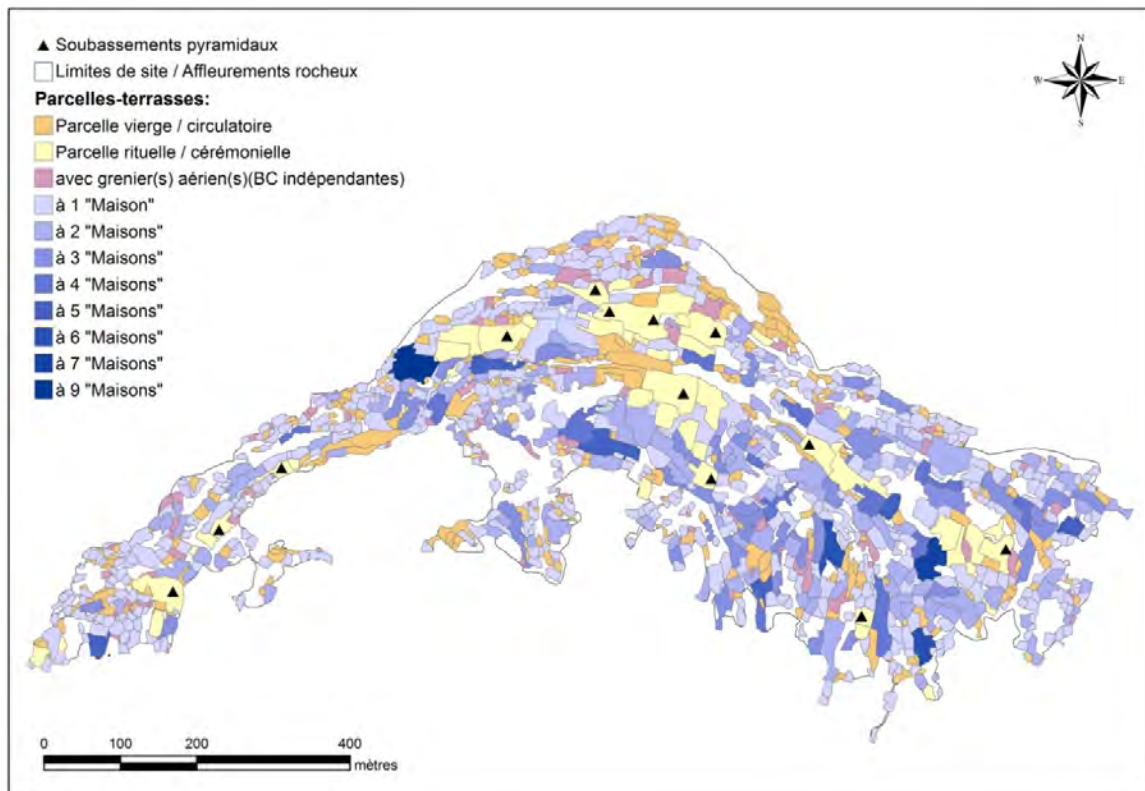 Soubassements pyramidaux
Limites de site / Affleurements rocheux
Parcelles-terrasses:
Parcelle vierge / circulatoire
Parcelle rituelle / cérémonielle
avec grenier(s) aérien(s)(BC indépendantes)
à 1 "Maison"
à 2 "Maisons"
à 3 "Maisons"
à 4 "Maisons"
à 5 "Maisons"
à 6 "Maisons"
à 7 "Maisons"
à 9 "Maisons"
N
W E
S
0 100 200 400
mètres